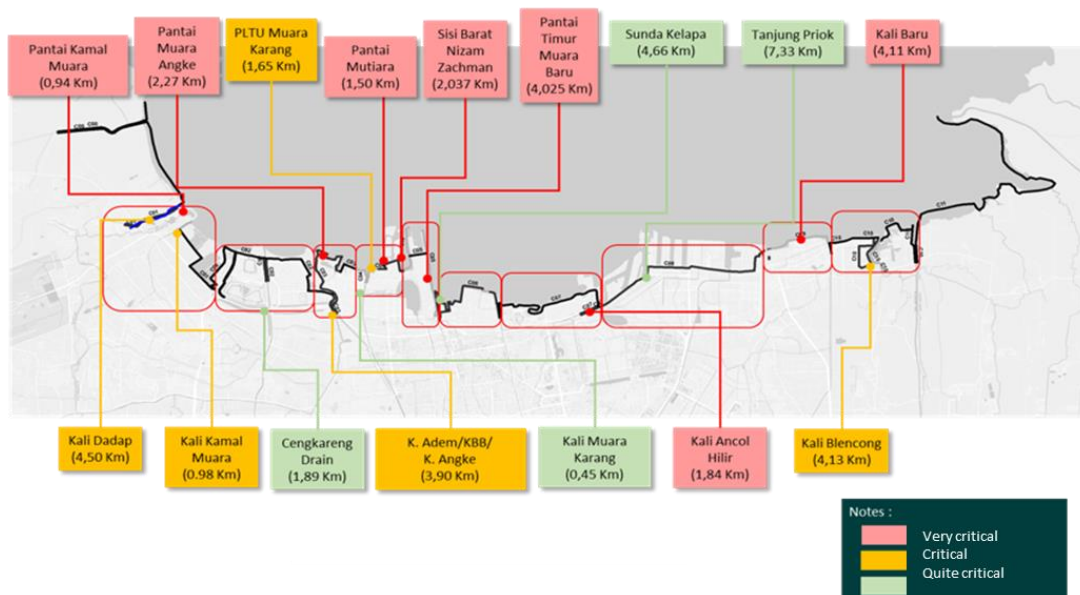 Pantai Kamal
Muara
(0,94 Km)
Pantai
Muara
Angke
(2,27 Km)
PLTU Muara
Karang
(1,65 Km)
Pantai
Mutiara
(1,50 Km)
Sisi Barat
Nizam
Zachman
(2,037 Km)
Pantai
Timur
Muara
Baru
(4,025 Km)
Sunda Kelapa
(4,66 Km)
Tanjung Priok
(7,33 Km)
Kali Baru
(4,11 Km)
Kali Dadap
(4,50 Km)
Kali Kamal
Muara
(0.98 Km)
Cengkareng
Drain
(1,89 Km)
K. Adem/KBB/
K. Angke
(3,90 Km)
Kali Muara
Karang
(0,45 Km)
Kali Ancol
Hilir
(1,84 Km)
Kali Blencong
(4,13 Km)
Notes :
Very critical
Critical
Quite critical